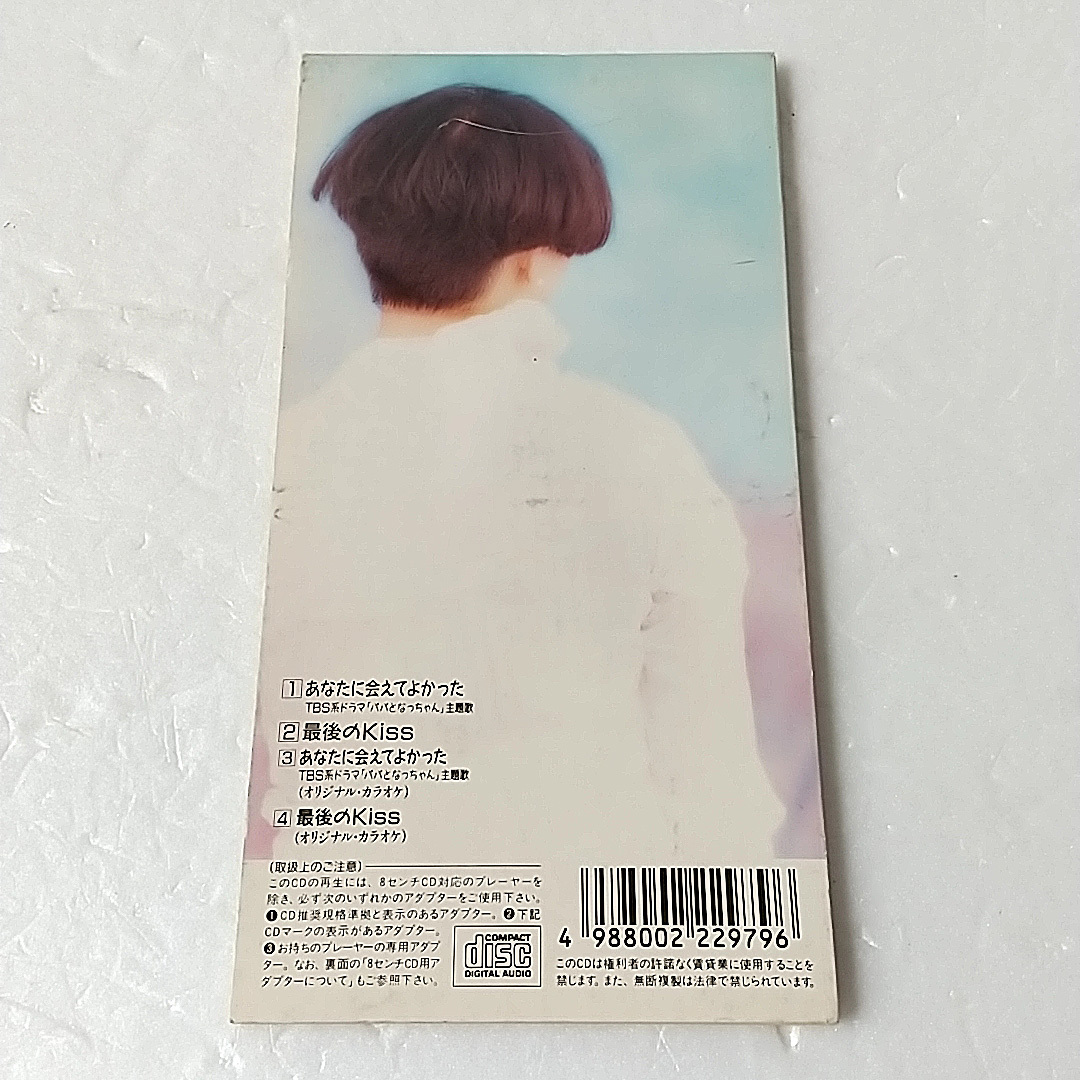 1 あなたに会えてよかった
TBS系ドラマ「パパとなっちゃん」主題歌
2 最後のKiss
3 あなたに会えてよかった
TBS系ドラマ「パパとなっちゃん」主題歌
(オリジナル・カラオケ)
4 最後のKiss
(オリジナル・カラオケ)
(取扱上のご注意)
このCDの再生には、8センチCD対応のプレーヤーを
除き、必ず次のいずれかのアダプターをご使用下さい。
❶CD推奨規格準拠と表示のあるアダプター。❷下記
CDマークの表示があるアダプター。
❸お持ちのプレーヤーの専用アダプ
ター。なお、裏面の「8センチCD用ア
ダプターについて」もご参照下さい。
COMPACT
disc
DIGITAL AUDIO
4 988002 229796
このCDは権利者の許諾なく賃貸業に使用することを
禁じます。また、無断複製は法律で禁じられています。